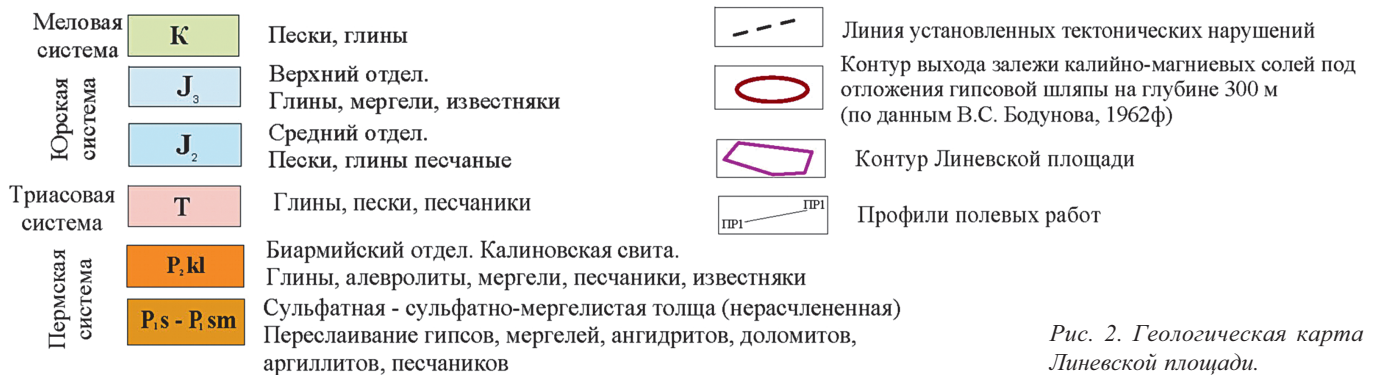 Меловая
система
К
Пески, глины
Юрская
система
J3
Верхний отдел.
Глины, мергели, известняки
J2
Средний отдел.
Пески, глины песчаные
Триасовая
система
Т
Глины, пески, песчаники
Пермская
система
P2kl
Биармийский отдел. Калиновская свита.
Глины, алевролиты, мергели, песчаники, известняки
P1s - P1sm
Сульфатная - сульфатно-мергелистая толща (нерасчлененная)
Переслаивание гипсов, мергелей, ангидритов, доломитов,
аргиллитов, песчаников
Линия установленных тектонических нарушений
Контур выхода залежи калийно-магниевых солей под
отложения гипсовой шляпы на глубине 300 м
(по данным В.С. Бодунова, 1962ф)
Контур Линевской площади
ПР1 ПР1
Профили полевых работ
Рис. 2. Геологическая карта
Линевской площади.